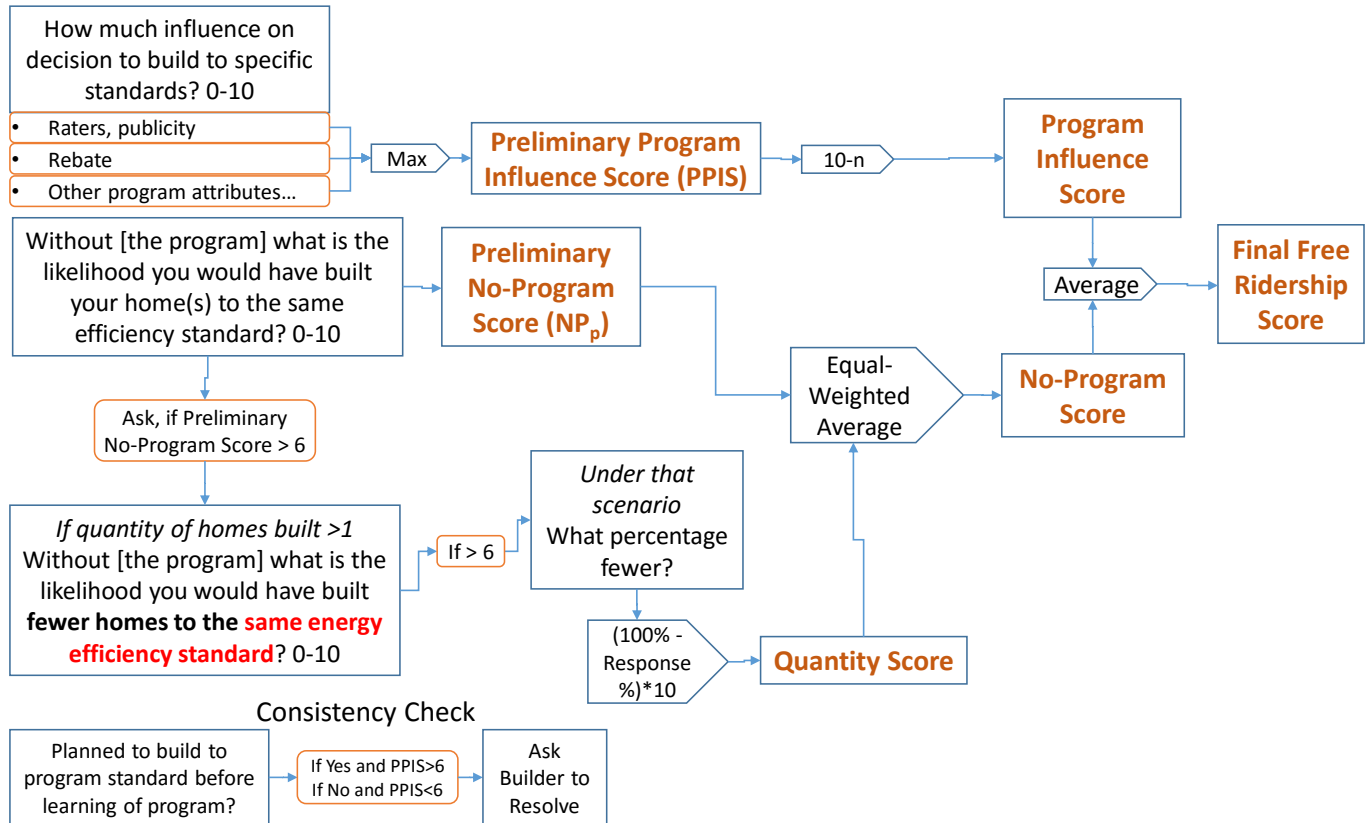 How much influence on
decision to build to specific
standards? 0-10
• Raters, publicity
• Rebate
• Other program attributes…
Max
Preliminary Program
Influence Score (PPIS)
10-n
Program
Influence
Score
Without [the program] what is the
likelihood you would have built
your home(s) to the same
efficiency standard? 0-10
Preliminary
No-Program
Score (NPp)
Average
Final Free
Ridership
Score
Equal-
Weighted
Average
No-Program
Score
Ask, if Preliminary
No-Program Score > 6
If quantity of homes built >1
Without [the program] what is the
likelihood you would have built
fewer homes to the same energy
efficiency standard? 0-10
If > 6
Under that
scenario
What percentage
fewer?
(100% -
Response
%)*10
Quantity Score
Consistency Check
Planned to build to
program standard before
learning of program?
If Yes and PPIS>6
If No and PPIS<6
Ask
Builder to
Resolve